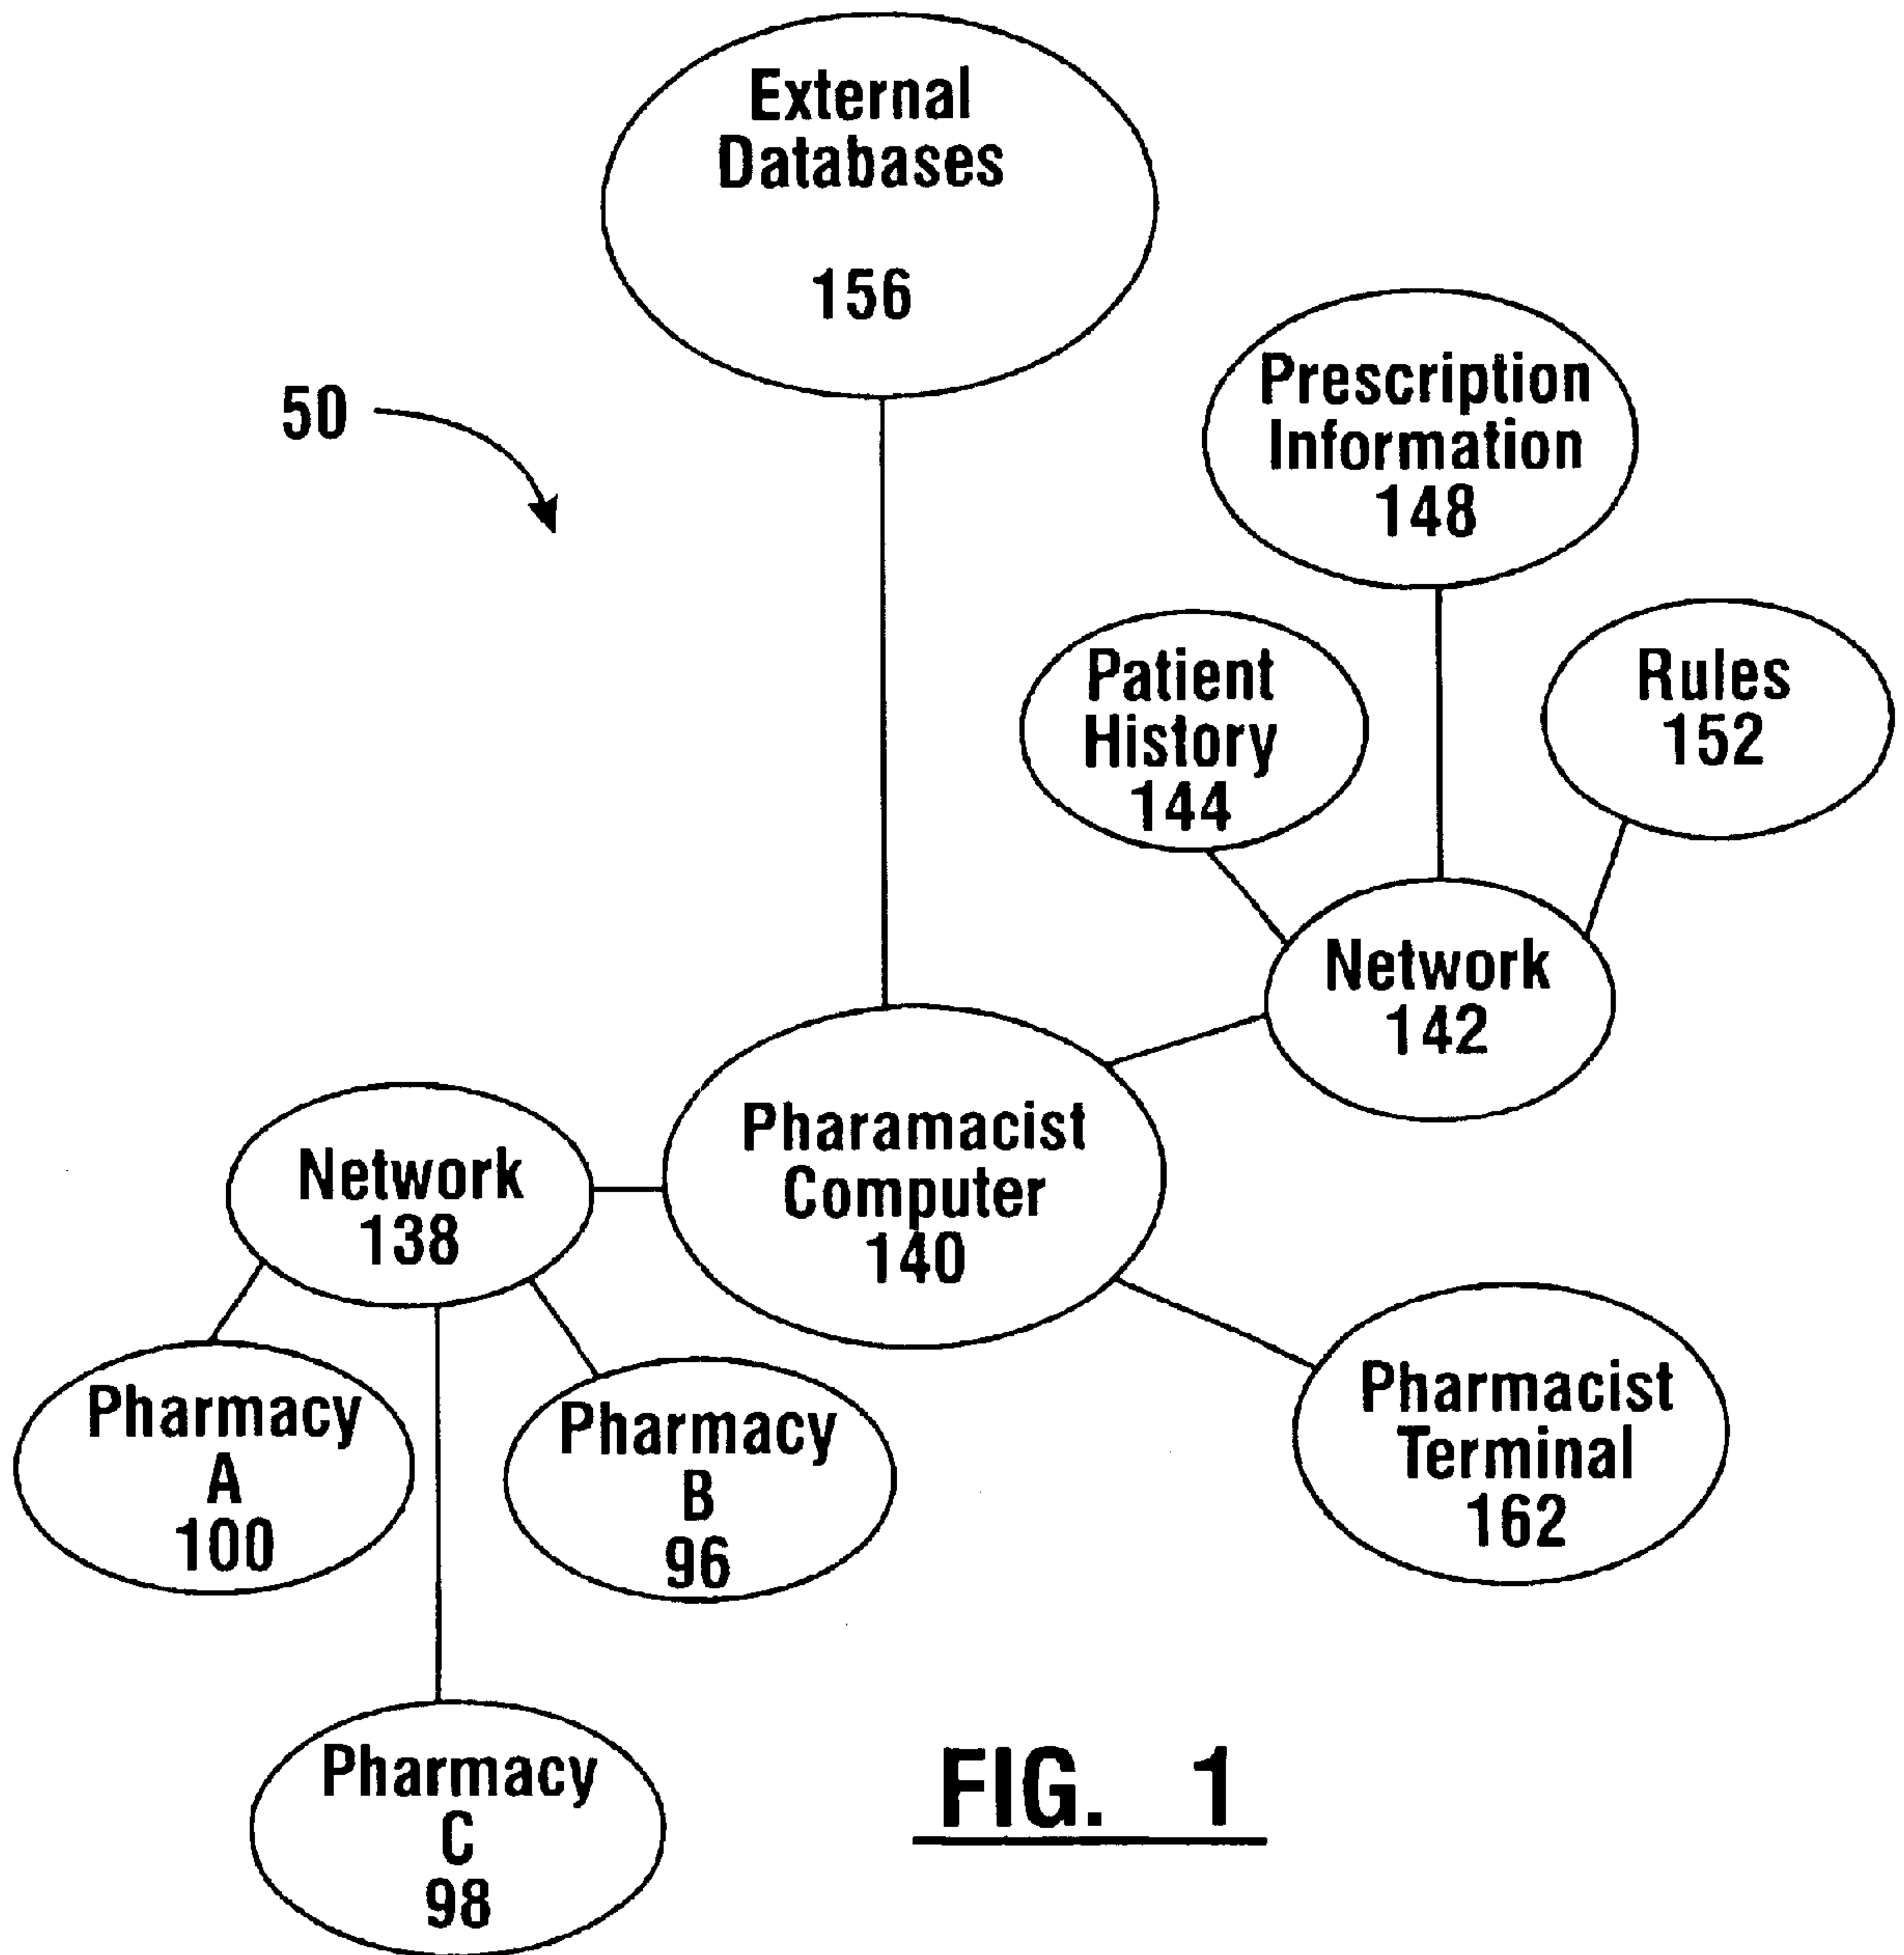 External
Databases
156
50
Prescription
Information
148
Patient
History
144
Rules
152
Network
142
Pharamacist
Computer
140
Network
138
Pharmacy
A
100
Pharmacy
B
96
Pharmacist
Terminal
162
Pharmacy
C
98
FIG. 1